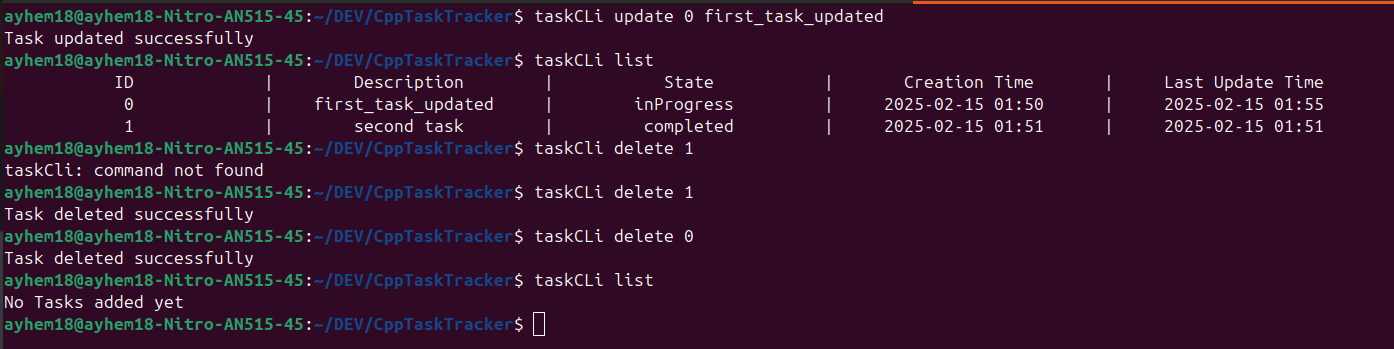 ayhem18@ayhem18-Nitro-AN515-45:~/DEV/CppTaskTracker$ taskCLi update 0 first_task_updated
Task updated successfully
ayhem18@ayhem18-Nitro-AN515-45:~/DEV/CppTaskTracker$ taskCLi list
ID | Description | State | Creation Time | Last Update Time
0 | first_task_updated | inProgress | 2025-02-15 01:50 | 2025-02-15 01:55
1 | second task | completed | 2025-02-15 01:51 | 2025-02-15 01:51
ayhem18@ayhem18-Nitro-AN515-45:~/DEV/CppTaskTracker$ taskCli delete 1
taskCli: command not found
ayhem18@ayhem18-Nitro-AN515-45:~/DEV/CppTaskTracker$ taskCLi delete 1
Task deleted successfully
ayhem18@ayhem18-Nitro-AN515-45:~/DEV/CppTaskTracker$ taskCLi delete 0
Task deleted successfully
ayhem18@ayhem18-Nitro-AN515-45:~/DEV/CppTaskTracker$ taskCLi list
No Tasks added yet
ayhem18@ayhem18-Nitro-AN515-45:~/DEV/CppTaskTracker$